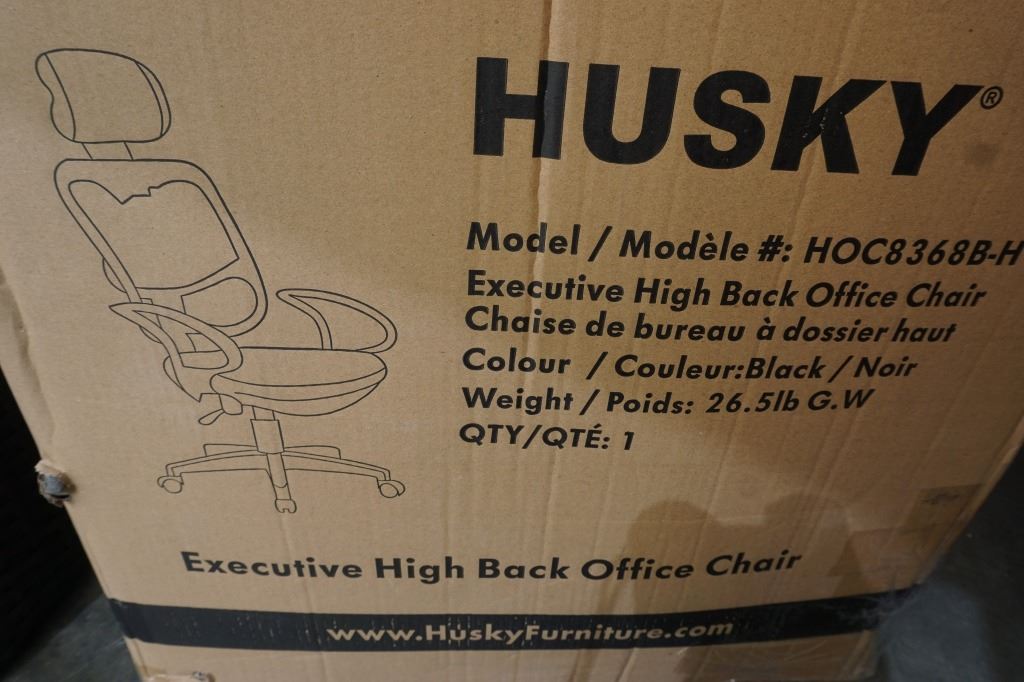 HUSKY®
Model / Modèle #: HOC8368B-H
Executive High Back Office Chair
Chaise de bureau à dossier haut
Colour / Couleur:Black / Noir
Weight / Poids: 26.5lb G.W
QTY/QTÉ: 1
Executive High Back Office Chair
www.HuskyFurniture.com